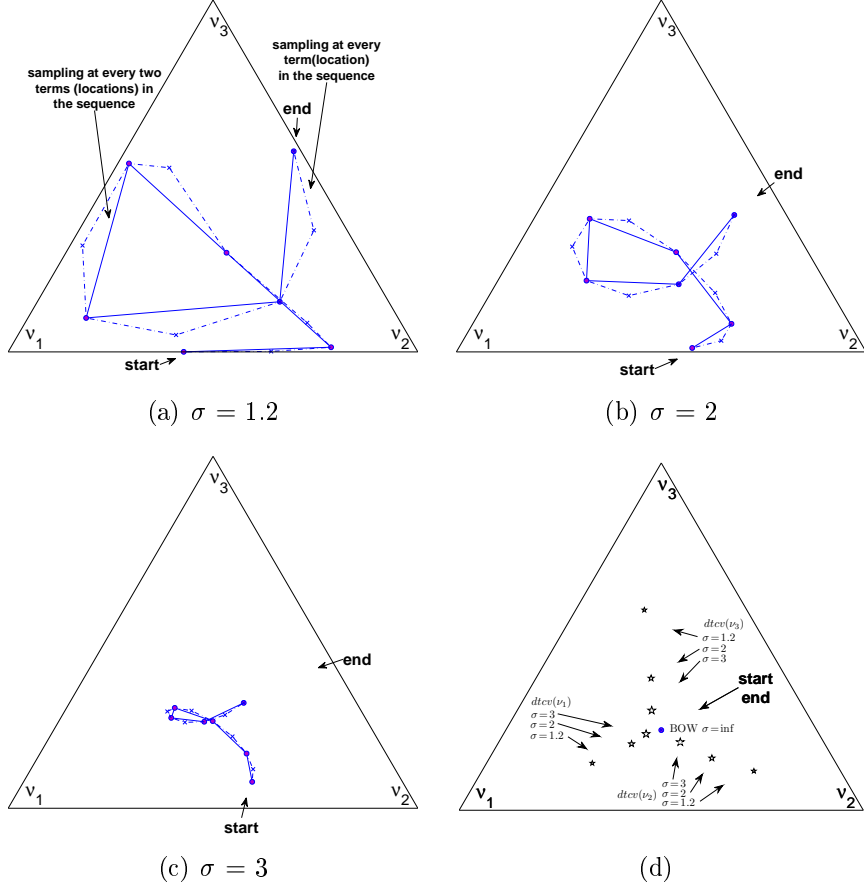 ν3
sampling at every two
terms (locations) in
the sequence
sampling at every
term(location)
in the sequence
end
ν1
ν2
start
(a) σ = 1.2
ν3
end
ν1
ν2
start
(b) σ = 2
ν3
end
ν1
ν2
start
(c) σ = 3
ν3
dtcv(ν3)
σ=1.2
σ=2
σ=3
start
end
dtcv(ν1)
σ=3
σ=2
σ=1.2
BOW σ=inf
σ=3
dtcv(ν2) σ=2
σ=1.2
ν1
ν2
(d)